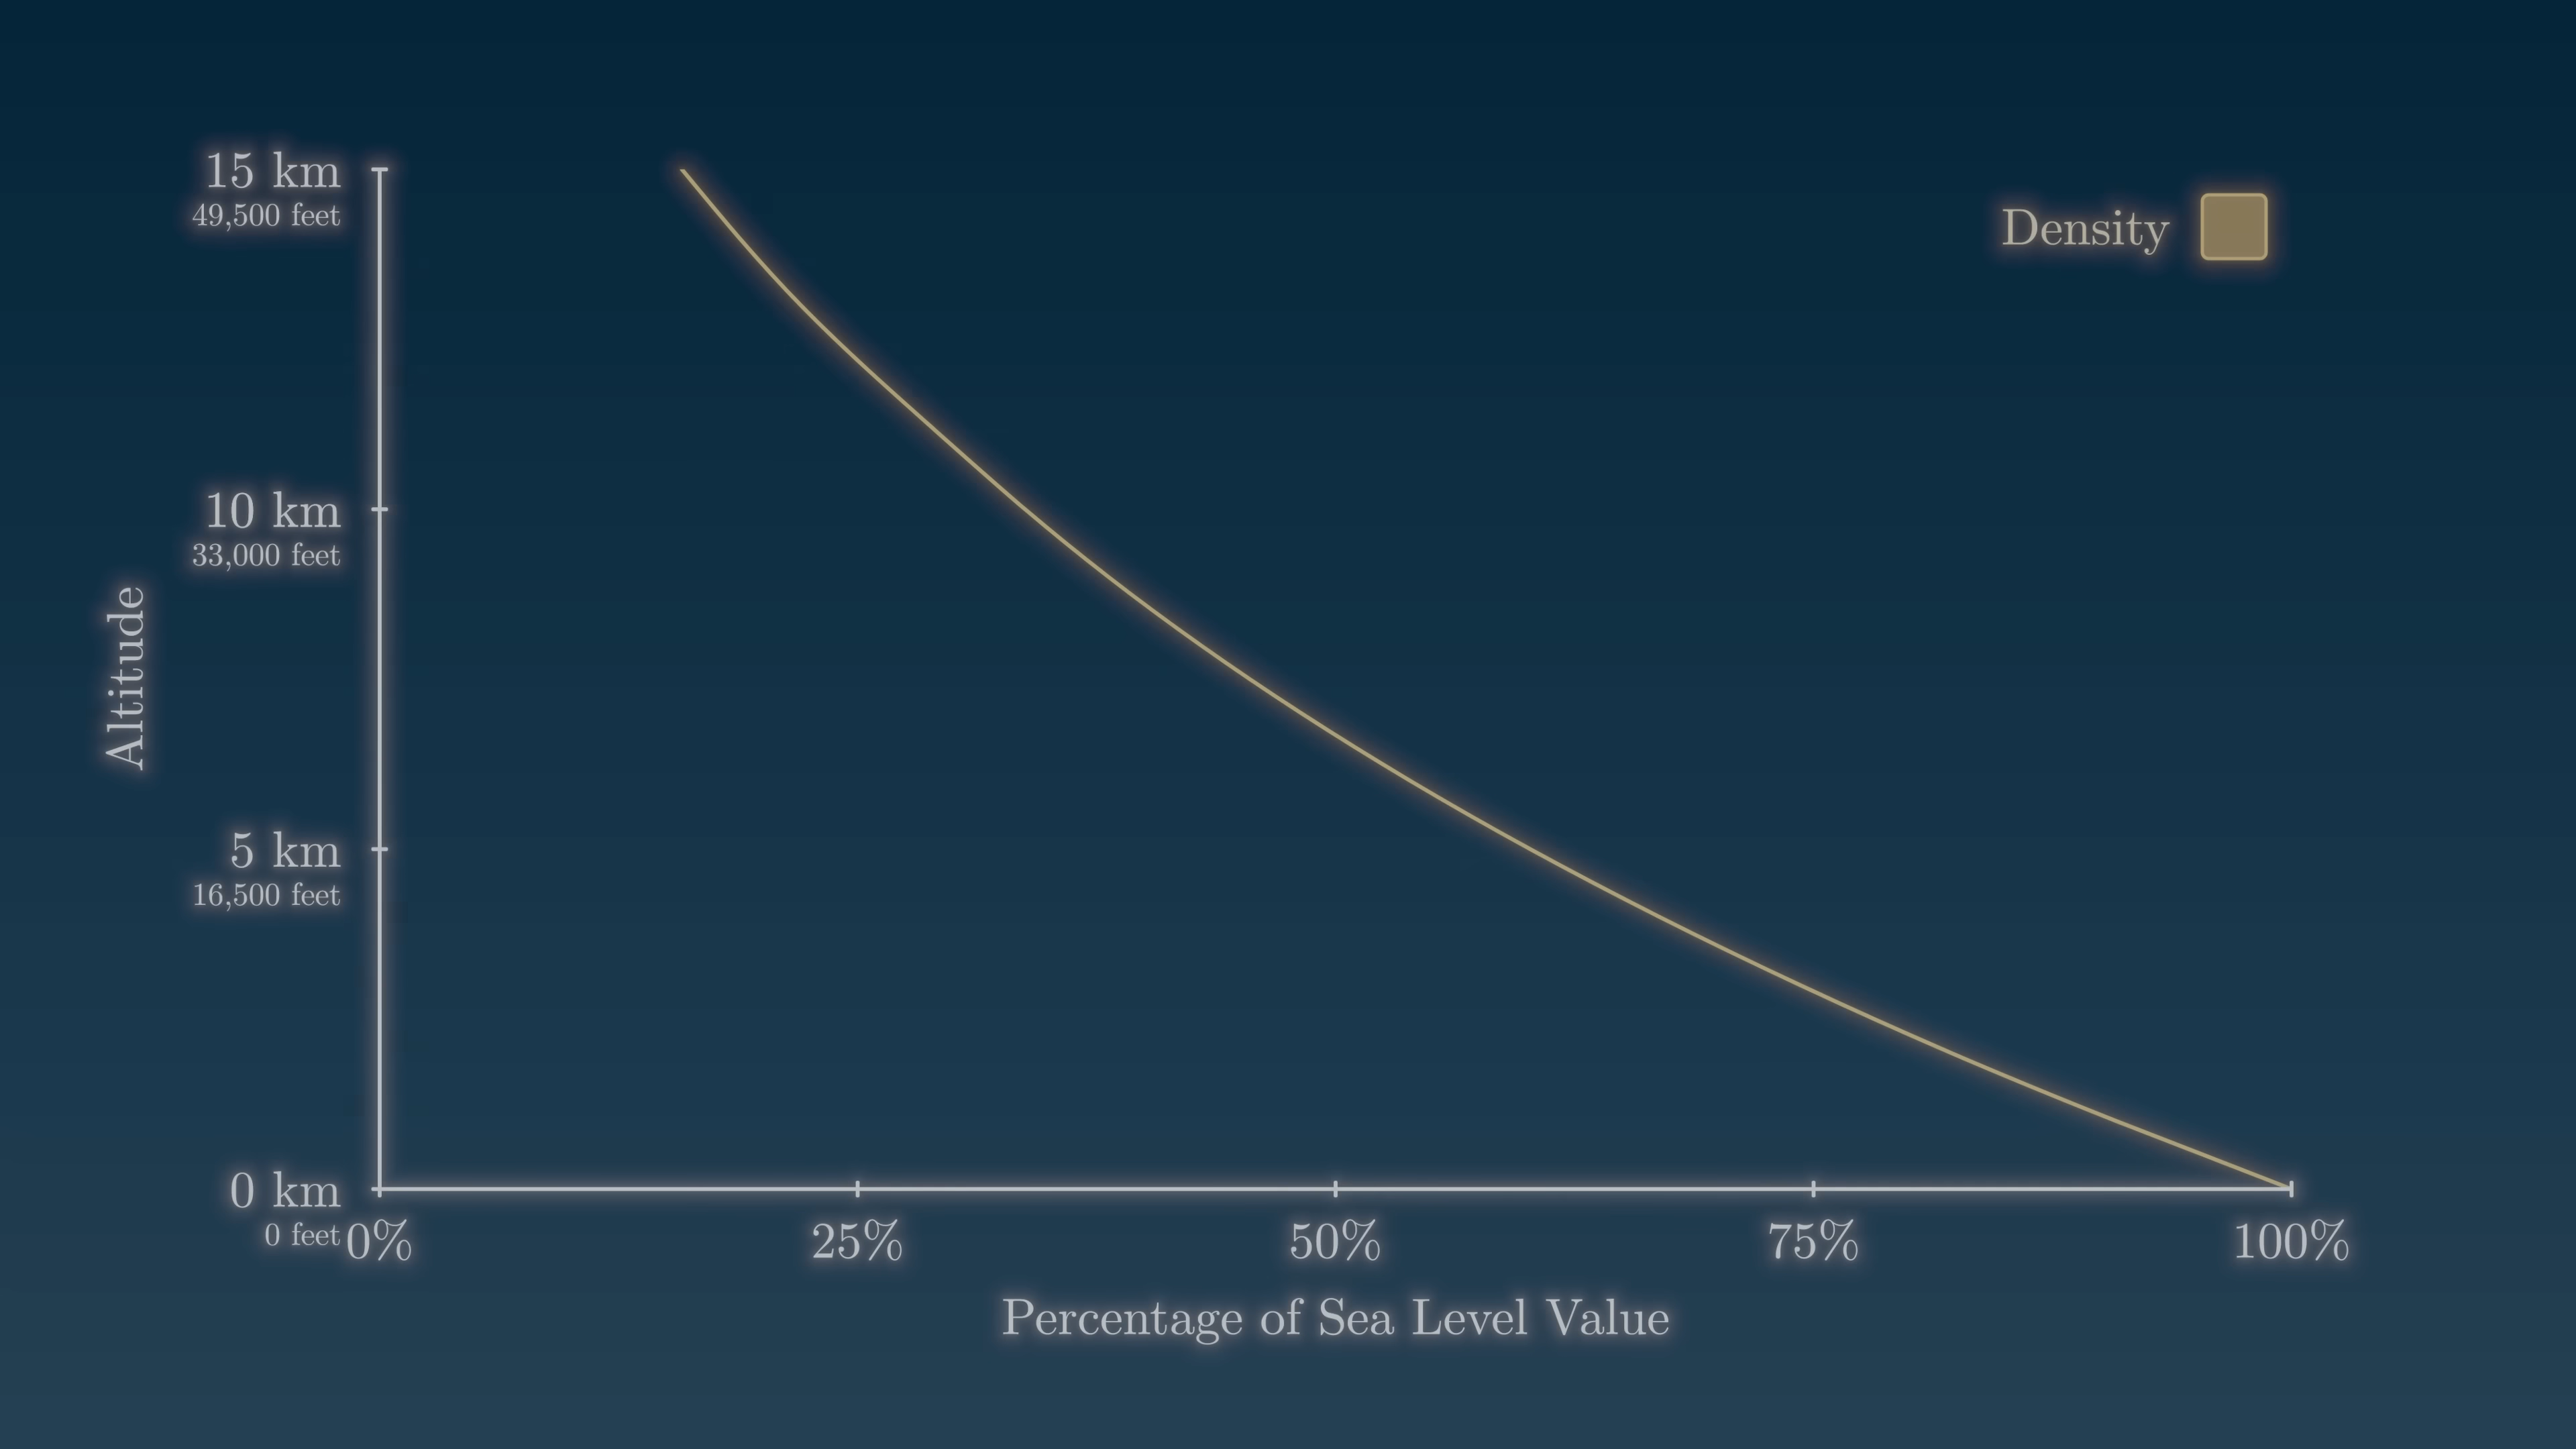 15 km
49,500 feet
Density
10 km
33,000 feet
Altitude
5 km
16,500 feet
0 km
0 feet
0% 25% 50% 75% 100%
Percentage of Sea Level Value